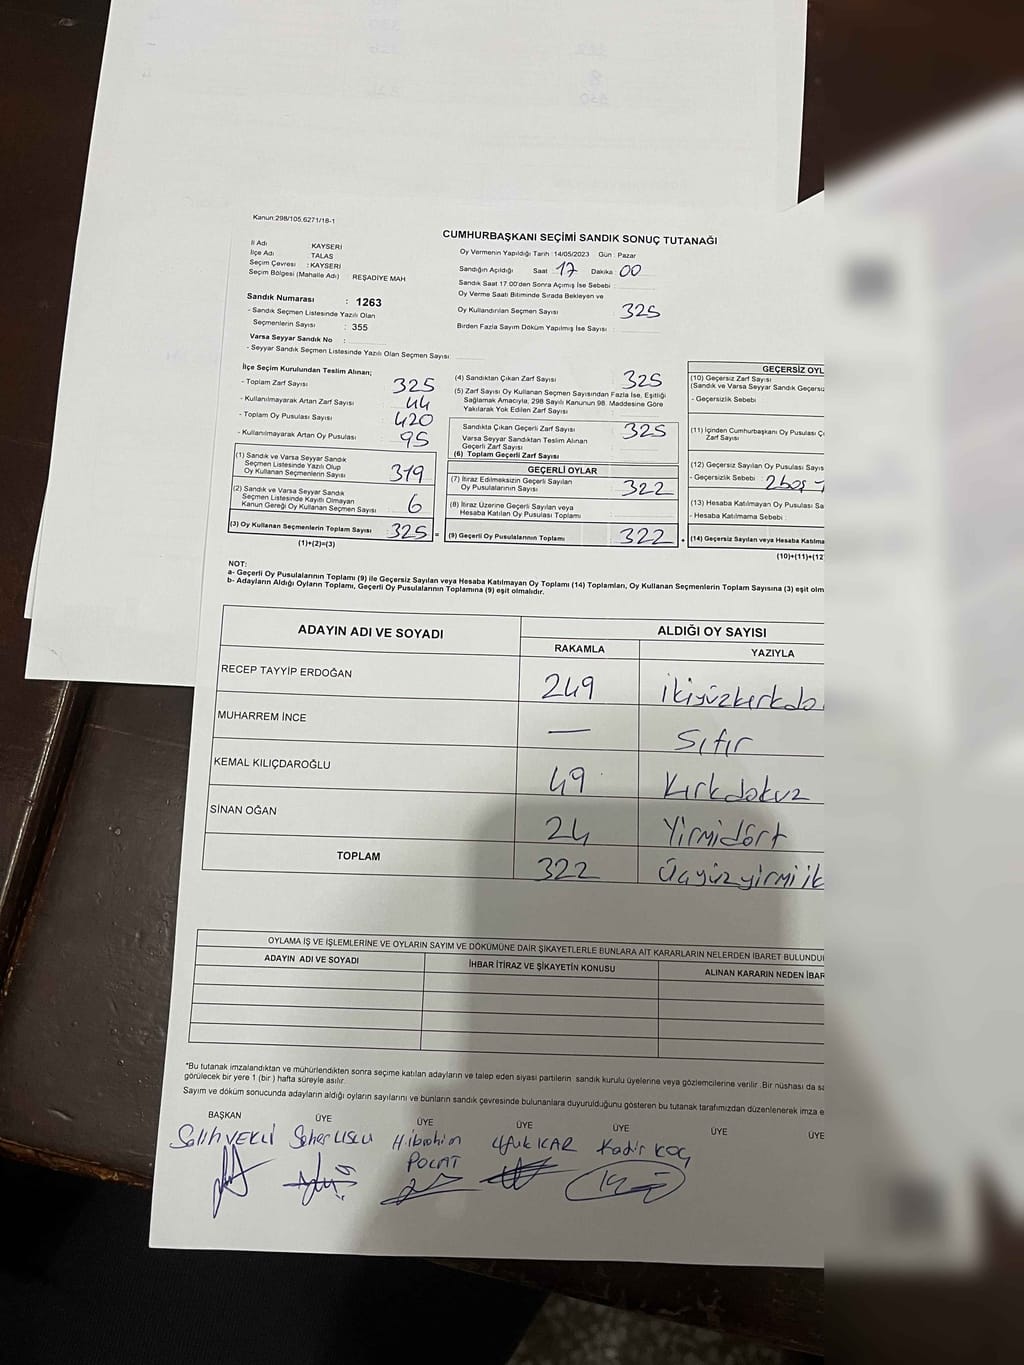 Kanun:298/105,6271/18-1
CUMHURBAŞKANI SEÇİMİ SANDIK SONUÇ TUTANAĞI
İl Adı KAYSERİ
İlçe Adı TALAS
Seçim Çevresi : KAYSERİ
Seçim Bölgesi (Mahalle Adı) REŞADİYE MAH
Oy Vermenin Yapıldığı Tarih : 14/05/2023 Gün : Pazar
Sandığın Açıldığı Saat 17 Dakika 00
Sandık Saat 17:00'den Sonra Açımış İse Sebebi
Oy Verme Saati Bitiminde Sırada Bekleyen ve
Oy Kullandırılan Seçmen Sayısı : 325
Birden Fazla Sayım Döküm Yapılmış İse Sayısı :
Sandık Numarası : 1263
- Sandık Seçmen Listesinde Yazılı Olan
Seçmenlerin Sayısı : 355
Varsa Seyyar Sandık No :
- Seyyar Sandık Seçmen Listesinde Yazılı Olan Seçmen Sayısı:
İlçe Seçim Kurulundan Teslim Alınan;
- Toplam Zarf Sayısı 325
- Kullanılmayarak Artan Zarf Sayısı 44
- Toplam Oy Pusulası Sayısı 420
- Kullanılmayarak Artan Oy Pusulası 95
(1) Sandık ve Varsa Seyyar Sandık
Seçmen Listesinde Yazılı Olup
Oy Kullanan Seçmenlerin Sayısı 319
(2) Sandık ve Varsa Seyyar Sandık
Seçmen Listesinde Kayıtlı Olmayan
Kanun Gereği Oy Kullanan Seçmen Sayısı 6
(3) Oy Kullanan Seçmenlerin Toplam Sayısı 325 =
(1)+(2)=(3)
(4) Sandıktan Çıkan Zarf Sayısı : 325
(5) Zarf Sayısı Oy Kullanan Seçmen Sayısından Fazla İse, Eşitliği
Sağlamak Amacıyla, 298 Sayılı Kanunun 98. Maddesine Göre
Yakılarak Yok Edilen Zarf Sayısı :
Sandıkta Çıkan Geçerli Zarf Sayısı : 325
Varsa Seyyar Sandıktan Teslim Alınan
Geçerli Zarf Sayısı
(6) Toplam Geçerli Zarf Sayısı
GEÇERLİ OYLAR
(7) İtiraz Edilmeksizin Geçerli Sayılan
Oy Pusulalarının Sayısı : 322
(8) İtiraz Üzerine Geçerli Sayılan veya
Hesaba Katılan Oy Pusulası Toplamı
(9) Geçerli Oy Pusulalarının Toplamı : 322 +
GEÇERSİZ OYL
(10) Geçersiz Zarf Sayısı
(Sandık ve Varsa Seyyar Sandık Geçersiz
- Geçersizlik Sebebi :
(11) İçinden Cumhurbaşkanı Oy Pusulası Ç
Zarf Sayısı
(12) Geçersiz Sayılan Oy Pusulası Sayıs
- Geçersizlik Sebebi : 2boş
(13) Hesaba Katılmayan Oy Pusulası Sa
- Hesaba Katılmama Sebebi :
(14) Geçersiz Sayılan veya Hesaba Katılma
(10)+(11)+(12
NOT:
a- Geçerli Oy Pusulalarının Toplamı (9) ile Geçersiz Sayılan veya Hesaba Katılmayan Oy Toplamı (14) Toplamları, Oy Kullanan Seçmenlerin Toplam Sayısına (3) eşit olm
b- Adayların Aldığı Oyların Toplamı, Geçerli Oy Pusulalarının Toplamına (9) eşit olmalıdır.
ADAYIN ADI VE SOYADI ALDIĞI OY SAYISI
RAKAMLA YAZIYLA
RECEP TAYYİP ERDOĞAN 249 ikiyüzkırkdo
MUHARREM İNCE — Sıfır
KEMAL KILIÇDAROĞLU 49 Kırkdokuz
SİNAN OĞAN 24 Yirmidört
TOPLAM 322 Üçyüzyirmiik
OYLAMA İŞ VE İŞLEMLERİNE VE OYLARIN SAYIM VE DÖKÜMÜNE DAİR ŞİKAYETLERLE BUNLARA AİT KARARLARIN NELERDEN İBARET BULUNDU
ADAYIN ADI VE SOYADI İHBAR İTİRAZ VE ŞİKAYETİN KONUSU ALINAN KARARIN NEDEN İBAR
*Bu tutanak imzalandıktan ve mühürlendikten sonra seçime katılan adayların ve talep eden siyasi partilerin sandık kurulu üyelerine veya gözlemcilerine verilir. Bir nüshası da sa
görülecek bir yere 1 (bir) hafta süreyle asılır.
Sayım ve döküm sonucunda adayların aldığı oyların sayılarını ve bunların sandık çevresinde bulunanlara duyurulduğunu gösteren bu tutanak tarafımızdan düzenlenerek imza e
BAŞKAN ÜYE ÜYE ÜYE ÜYE ÜYE ÜYE
Salih VEKLİ Seher USLU H.ibrahim Ufuk ICAR Kadir KOÇ
POLAT